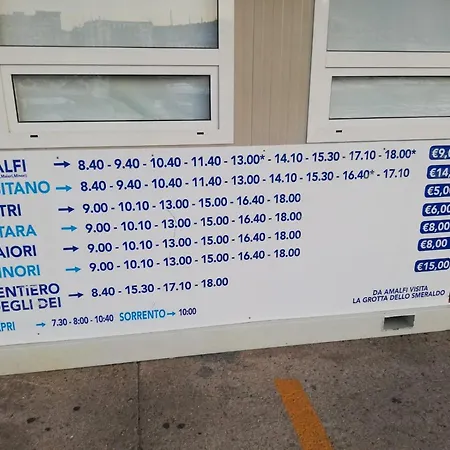 ALFI → 8.40 - 9.40 - 10.40 - 11.40 - 13.00* - 14.10 - 15.30 - 17.10 - 18.00* €9,0
SITANO → 8.40 - 9.40 - 10.40 - 11.40 - 13.00 - 14.10 - 15.30 - 16.40* - 17.10 €14,
TRI → 9.00 - 10.10 - 13.00 - 15.00 - 16.40 - 18.00 €5,0
TARA → 9.00 - 10.10 - 13.00 - 15.00 - 16.40 - 18.00 €6,00
AIORI → 9.00 - 10.10 - 13.00 - 15.00 - 16.40 - 18.00 €8,00
INORI → 9.00 - 10.10 - 13.00 - 15.00 - 16.40 - 18.00 €8,00
ENTIERO
EGLI DEI → 8.40 - 15.30 - 17.10 - 18.00 €15,00
PRI → 7.30 - 8:00 - 10:40 SORRENTO → 10:00
DA AMALFI VISITA
LA GROTTA DELLO SMERALDO